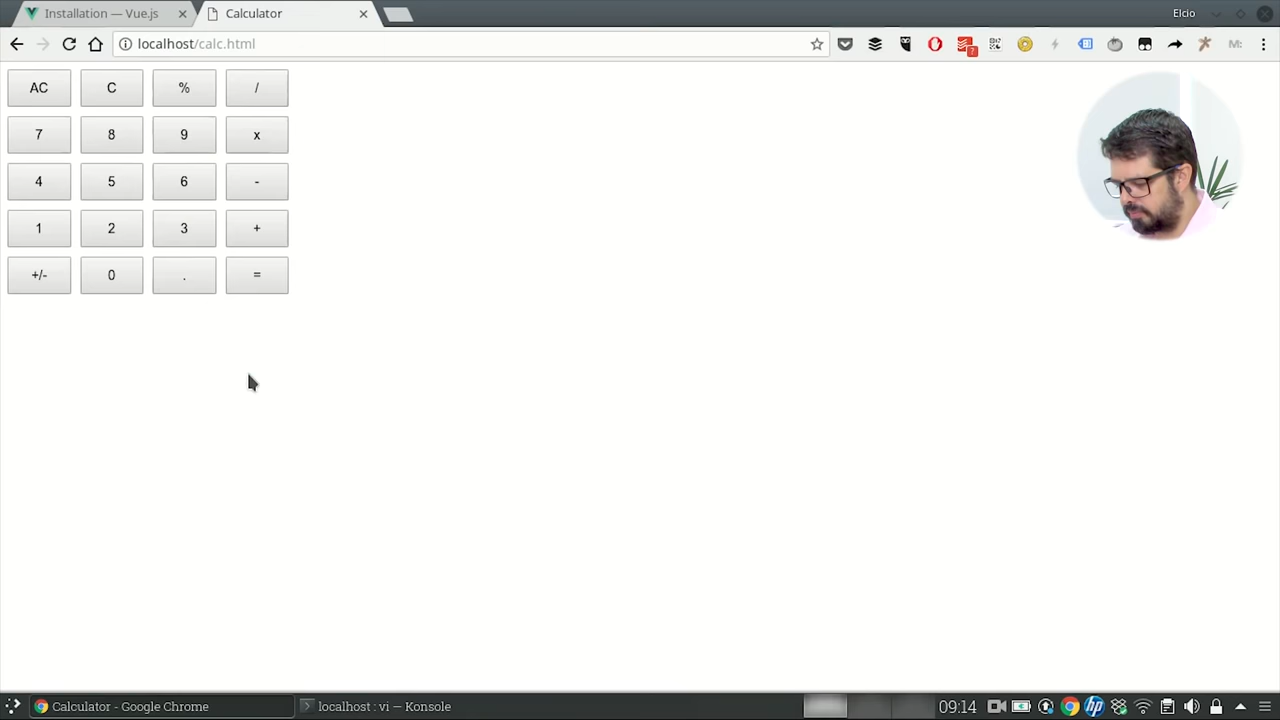 Installation — Vue.js
Calculator
Elcio
localhost/calc.html
?
M:
AC C % /
7 8 9 x
4 5 6 -
1 2 3 +
+/- 0 . =
Calculator - Google Chrome
localhost : vi — Konsole
09:14